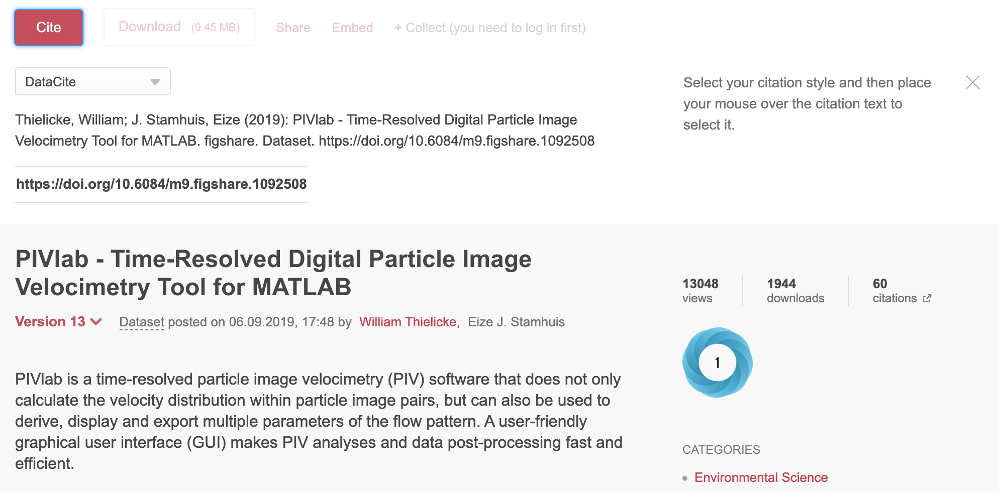 Cite
Download (9.45 MB)
Share
Embed
+ Collect (you need to log in first)
DataCite
Select your citation style and then place
your mouse over the citation text to
select it.
Thielicke, William; J. Stamhuis, Eize (2019): PIVlab - Time-Resolved Digital Particle Image
Velocimetry Tool for MATLAB. figshare. Dataset. https://doi.org/10.6084/m9.figshare.1092508
https://doi.org/10.6084/m9.figshare.1092508
PIVlab - Time-Resolved Digital Particle Image
Velocimetry Tool for MATLAB
Version 13
Dataset posted on 06.09.2019, 17:48 by William Thielicke, Eize J. Stamhuis
PIVlab is a time-resolved particle image velocimetry (PIV) software that does not only
calculate the velocity distribution within particle image pairs, but can also be used to
derive, display and export multiple parameters of the flow pattern. A user-friendly
graphical user interface (GUI) makes PIV analyses and data post-processing fast and
efficient.
13048
views
1944
downloads
60
citations
1
CATEGORIES
Environmental Science